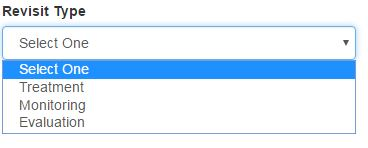 Revisit Type
Select One
Select One
Treatment
Monitoring
Evaluation